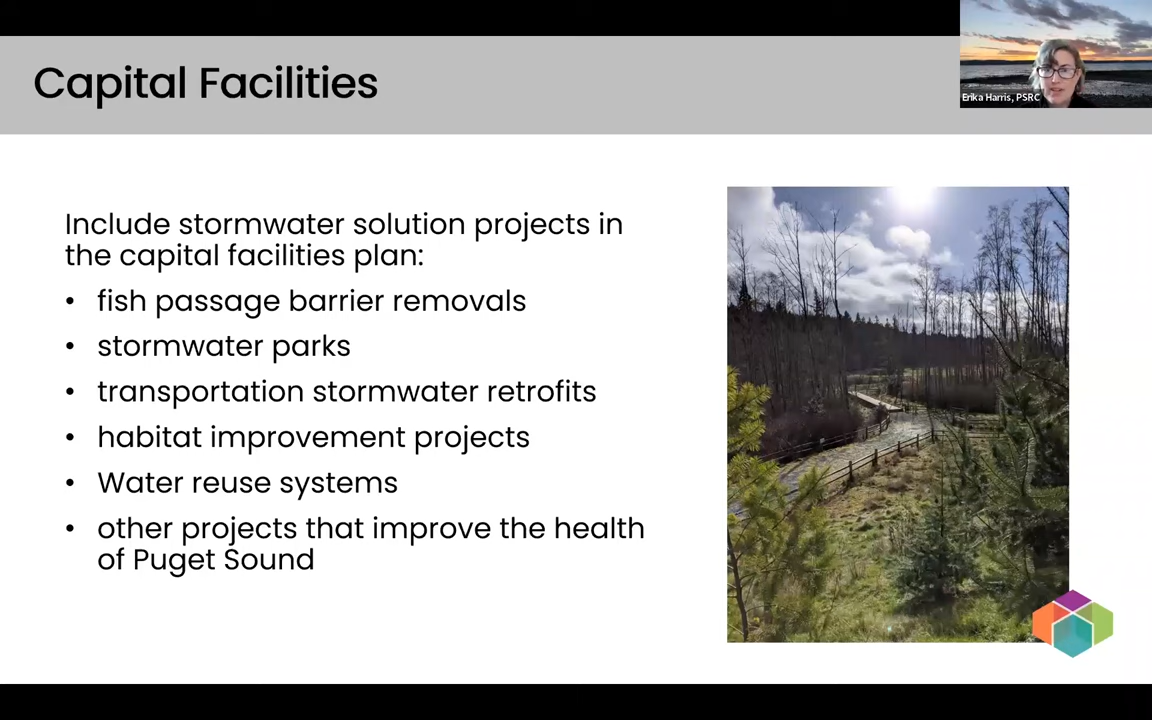 Capital Facilities
Erika Harris, PSRC
Include stormwater solution projects in
the capital facilities plan:
• fish passage barrier removals
• stormwater parks
• transportation stormwater retrofits
• habitat improvement projects
• Water reuse systems
• other projects that improve the health
of Puget Sound